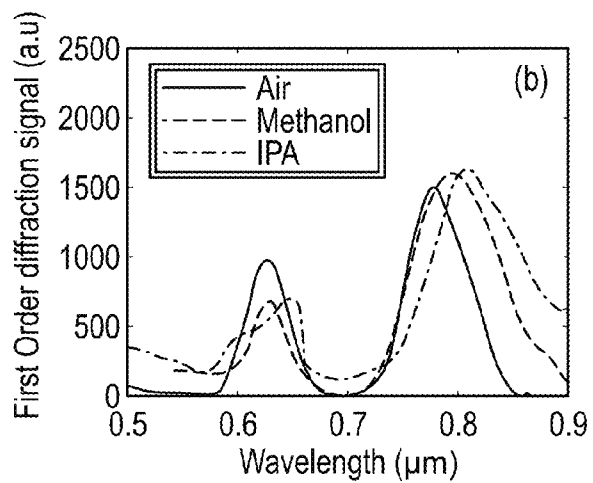 First Order diffraction signal (a.u)
2500
2000
1500
1000
500
0
(b)
Air
Methanol
IPA
0.5 0.6 0.7 0.8 0.9
Wavelength (μm)